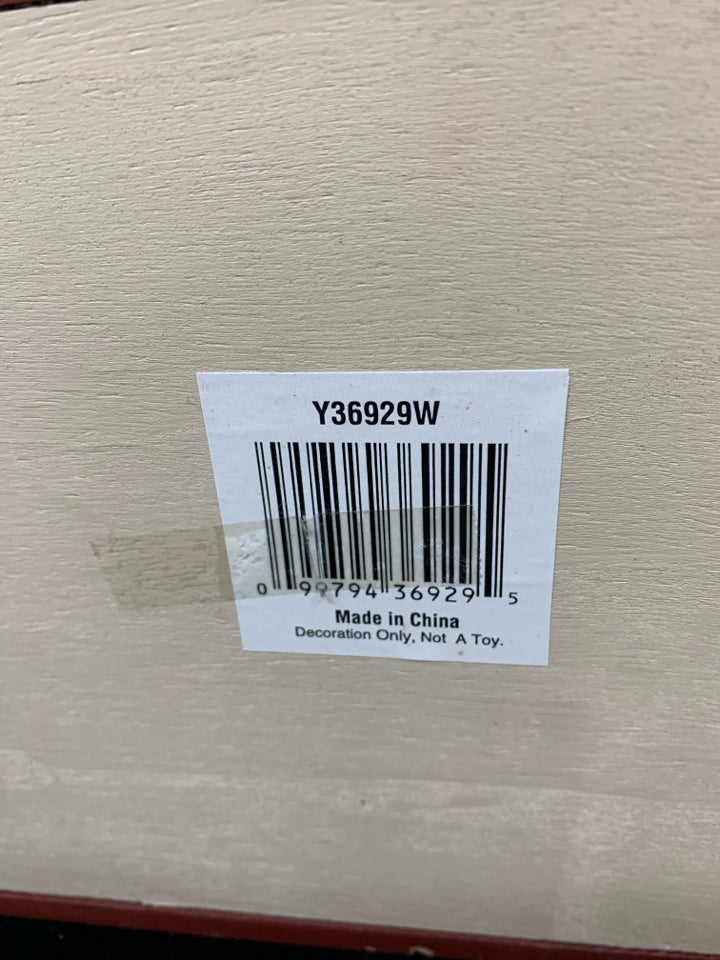 Y36929W
0 99794 36929 5
Made in China
Decoration Only, Not A Toy.